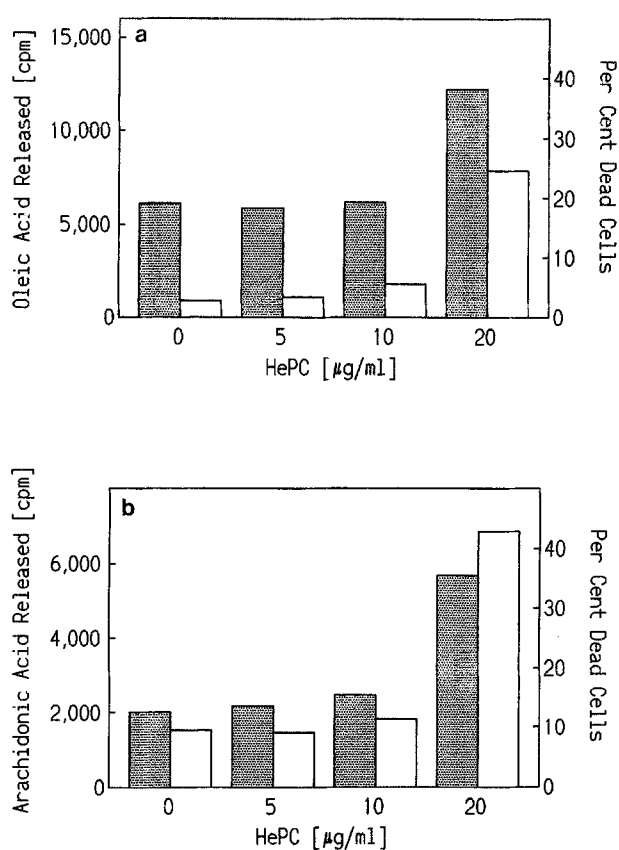 a
Oleic Acid Released [cpm]
15,000
10,000
5,000
0
Per Cent Dead Cells
40
30
20
10
0
0 5 10 20
HePC [μg/ml]
b
Arachidonic Acid Released [cpm]
6,000
4,000
2,000
0
Per Cent Dead Cells
40
30
20
10
0
0 5 10 20
HePC [μg/ml]